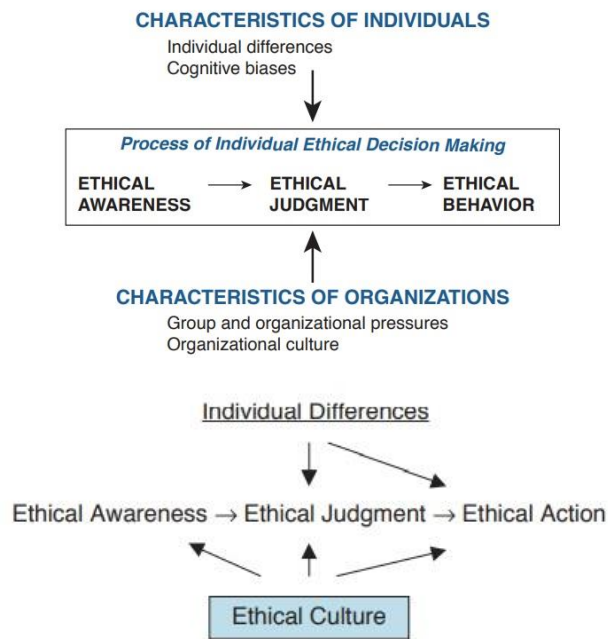 CHARACTERISTICS OF INDIVIDUALS
Individual differences
Cognitive biases
Process of Individual Ethical Decision Making
ETHICAL AWARENESS → ETHICAL JUDGMENT → ETHICAL BEHAVIOR
CHARACTERISTICS OF ORGANIZATIONS
Group and organizational pressures
Organizational culture
Individual Differences
Ethical Awareness → Ethical Judgment → Ethical Action
Ethical Culture